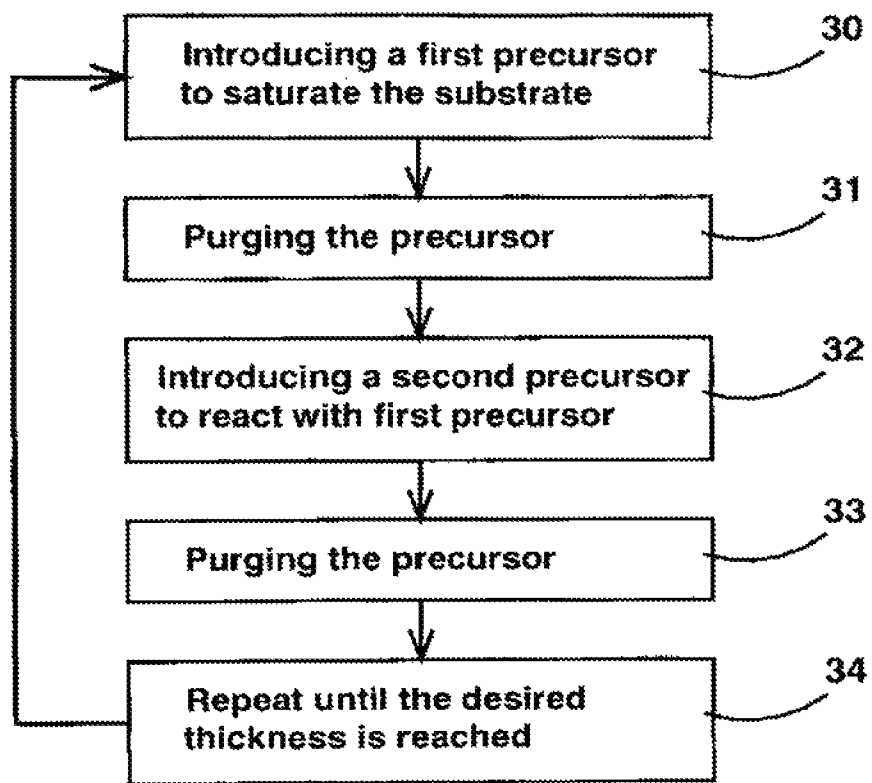 30
Introducing a first precursor
to saturate the substrate
31
Purging the precursor
32
Introducing a second precursor
to react with first precursor
33
Purging the precursor
34
Repeat until the desired
thickness is reached